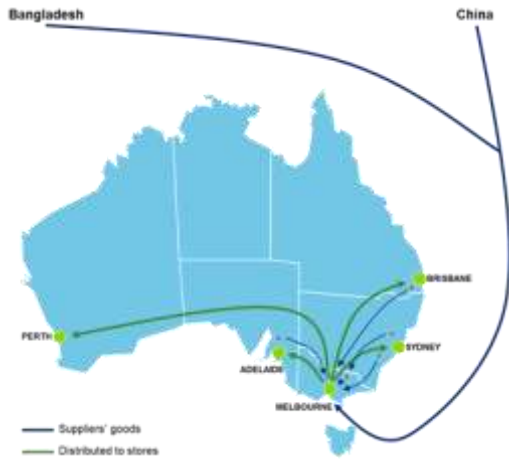 Bangladesh
China
BRISBANE
PERTH
SYDNEY
ADELAIDE
MELBOURNE
Suppliers' goods
Distributed to stores